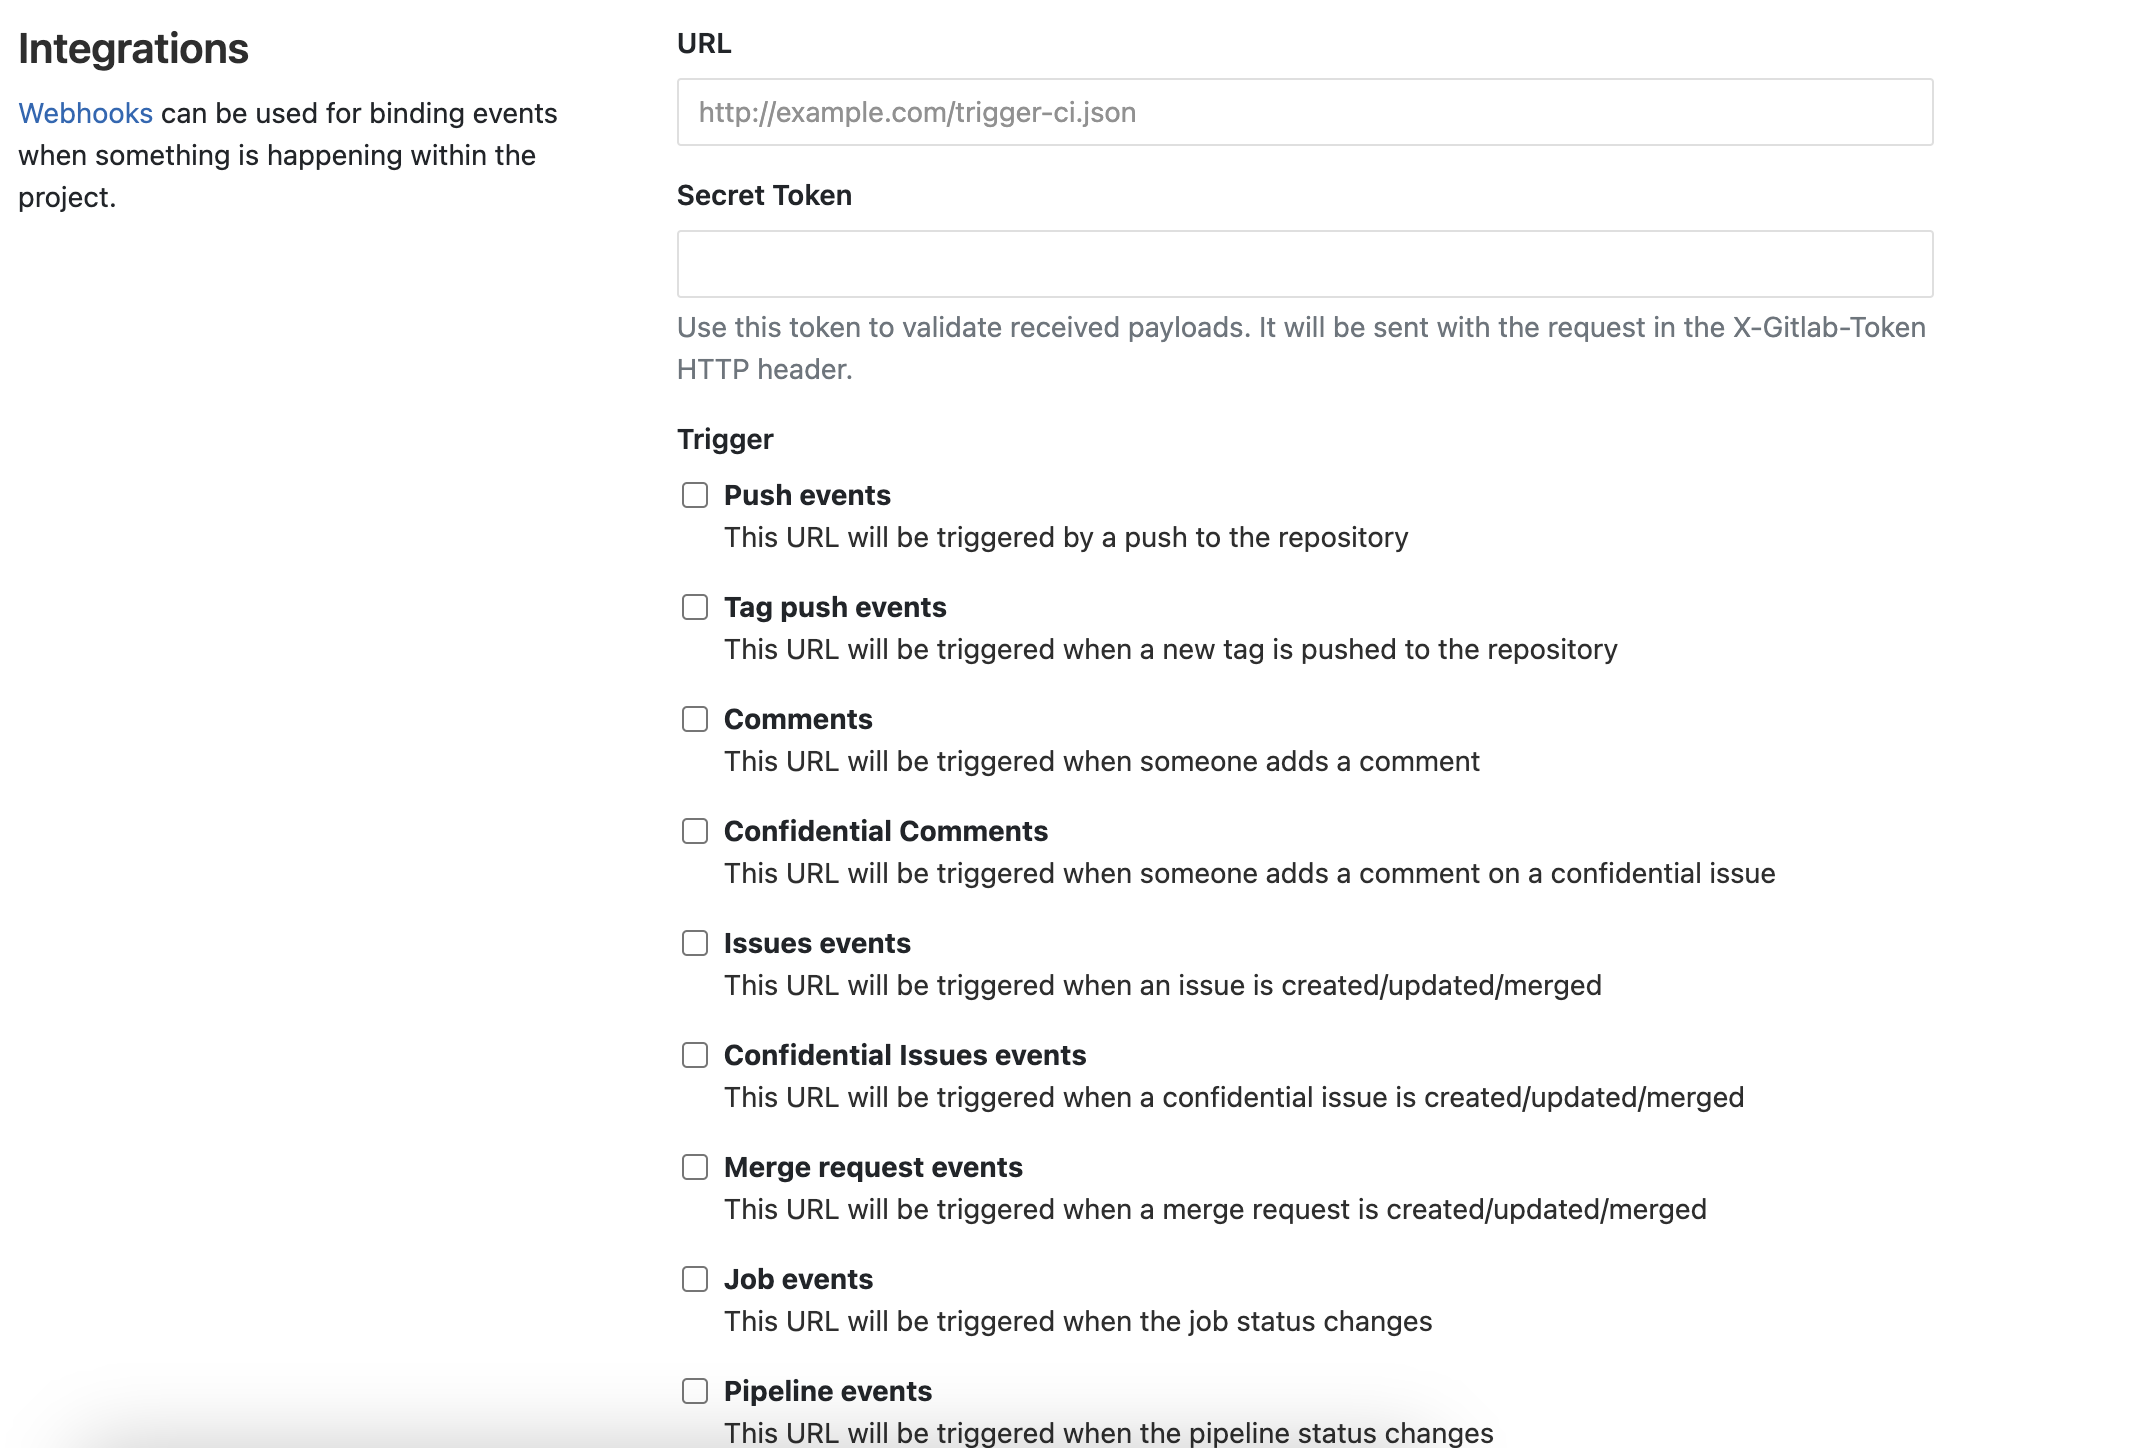 Integrations
Webhooks can be used for binding events
when something is happening within the
project.
URL
http://example.com/trigger-ci.json
Secret Token
Use this token to validate received payloads. It will be sent with the request in the X-Gitlab-Token
HTTP header.
Trigger
Push events
This URL will be triggered by a push to the repository
Tag push events
This URL will be triggered when a new tag is pushed to the repository
Comments
This URL will be triggered when someone adds a comment
Confidential Comments
This URL will be triggered when someone adds a comment on a confidential issue
Issues events
This URL will be triggered when an issue is created/updated/merged
Confidential Issues events
This URL will be triggered when a confidential issue is created/updated/merged
Merge request events
This URL will be triggered when a merge request is created/updated/merged
Job events
This URL will be triggered when the job status changes
Pipeline events
This URL will be triggered when the pipeline status changes